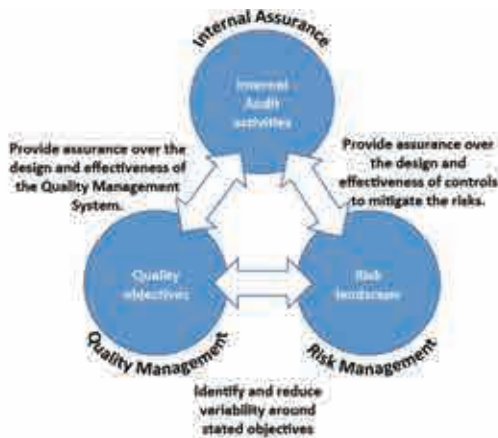 Internal Assurance
Internal
Audit
activities
Provide assurance over the
design and effectiveness of
the Quality Management
System.
Provide assurance over
the design and
effectiveness of controls
to mitigate the risks.
Quality
objectives
Risk
landscape
Quality Management
Risk Management
Identify and reduce
variability around
stated objectives